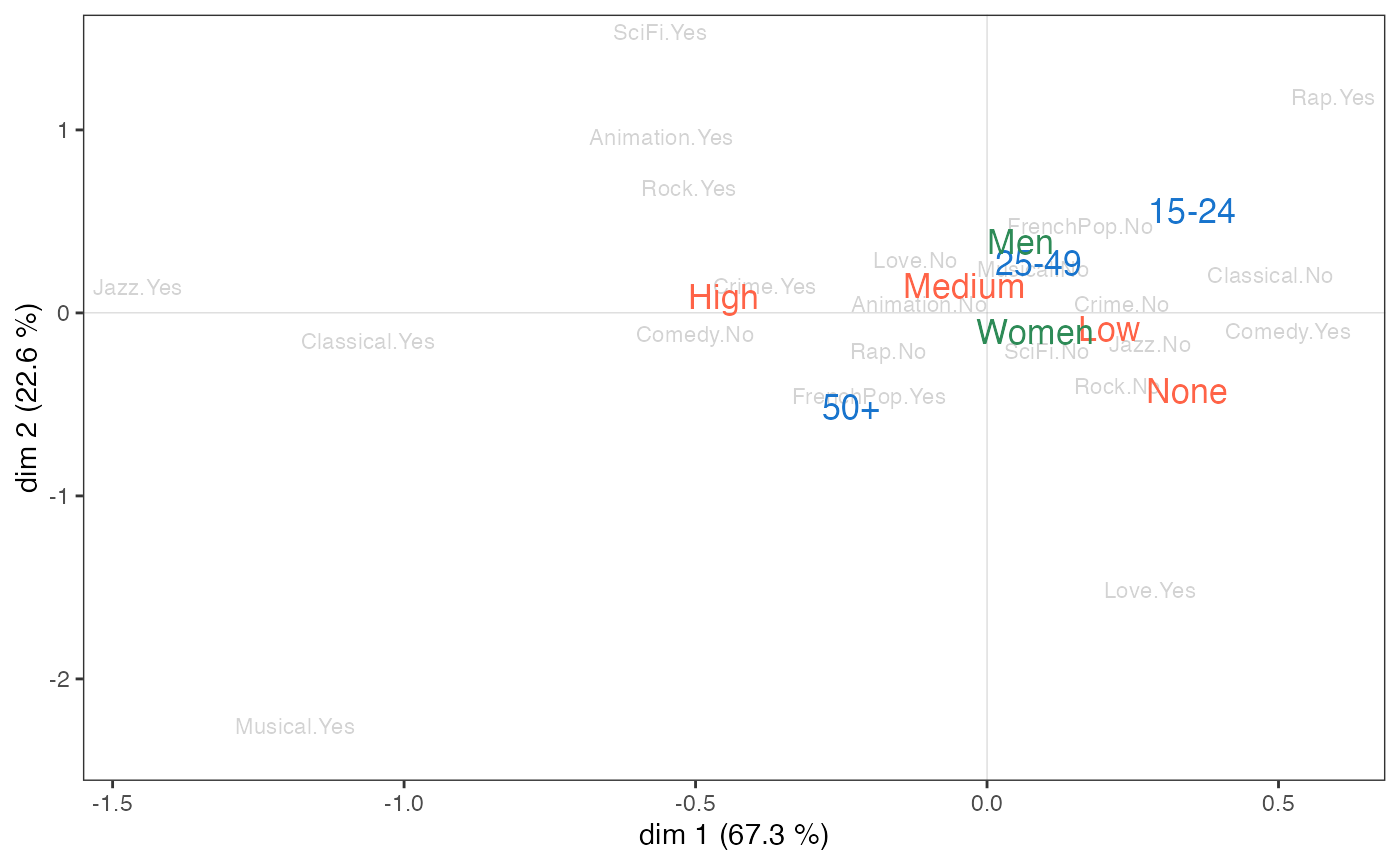 SciFi.Yes
Rap.Yes
1
Animation.Yes
Rock.Yes
15-24
FrenchPop.No
Men
Love.No
25-49
Musical.No
Classical.No
Jazz.Yes
Crime.Yes
High
Medium
Animation.No
Crime.No
0
Classical.Yes
Comedy.No
Women
Low
Comedy.Yes
Rap.No
SciFi.No
Jazz.No
FrenchPop.Yes
Rock.No
None
50+
-1
Love.Yes
-2
Musical.Yes
-1.5 -1.0 -0.5 0.0 0.5
dim 1 (67.3 %)
dim 2 (22.6 %)